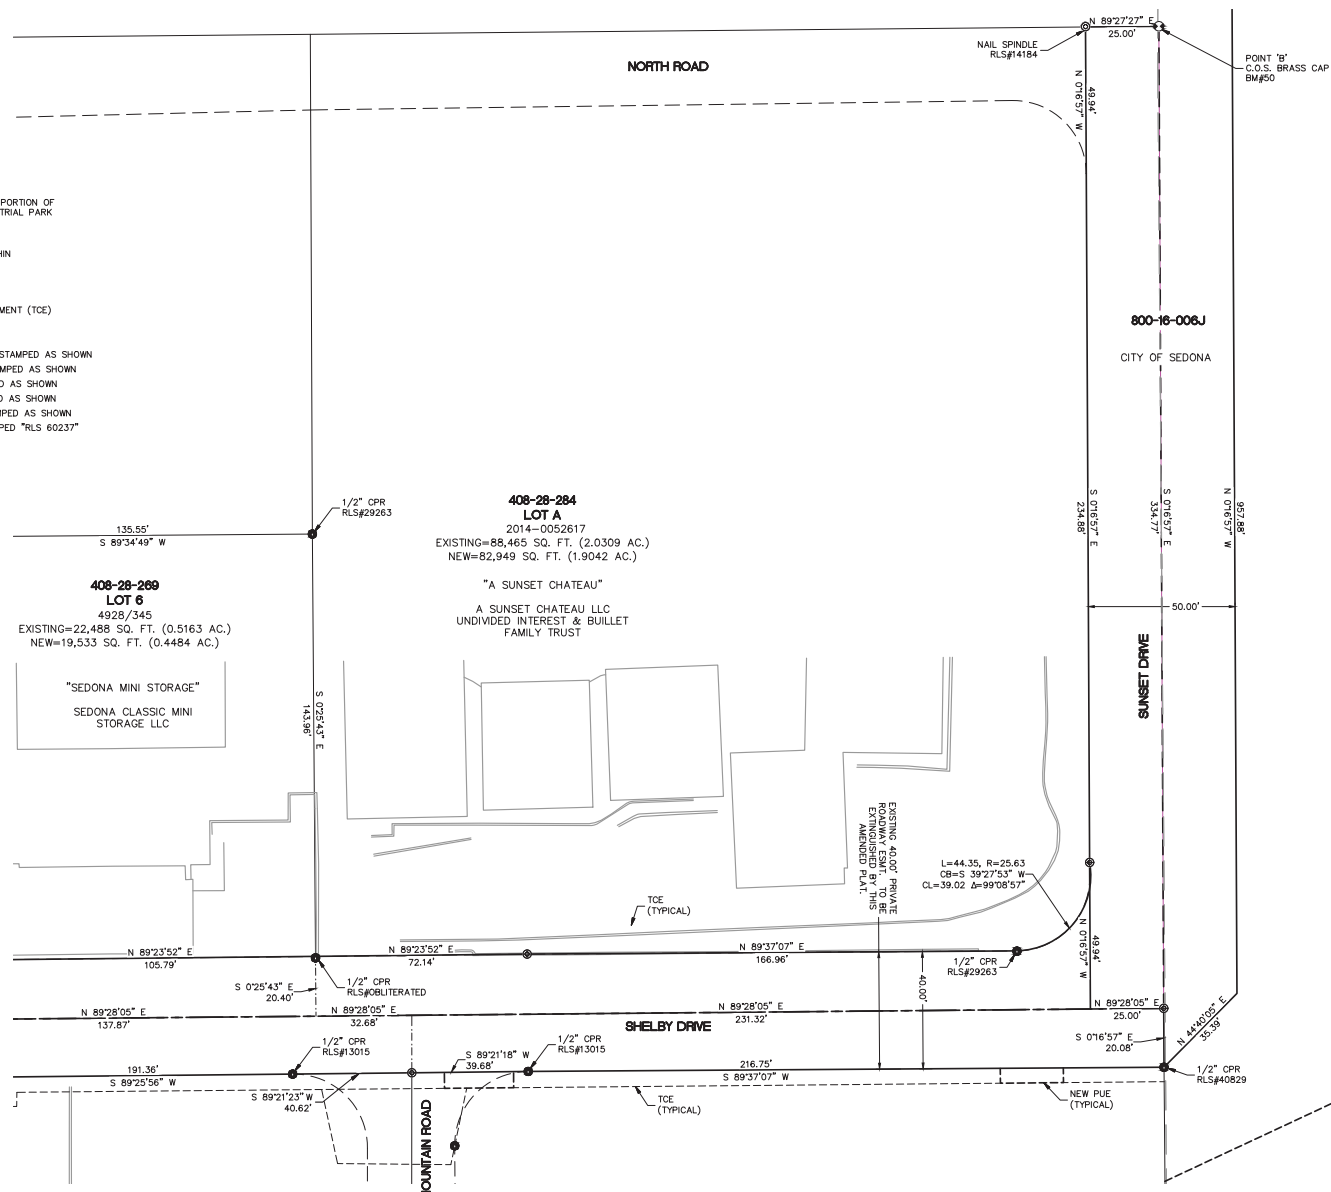 N 89°27'27" E
25.00'
NAIL SPINDLE
RLS#14184
POINT 'B'
C.O.S. BRASS CAP
BM#50
NORTH ROAD
N 0°16'57" W
49.94'
PORTION OF
TRIAL PARK
HIN
MENT (TCE)
STAMPED AS SHOWN
MPED AS SHOWN
D AS SHOWN
D AS SHOWN
MPED AS SHOWN
PED "RLS 60237"
800-16-006J
CITY OF SEDONA
1/2" CPR
RLS#29263
135.55'
S 89°34'49" W
408-28-284
LOT A
2014-0052617
EXISTING=88,465 SQ. FT. (2.0309 AC.)
NEW=82,949 SQ. FT. (1.9042 AC.)
"A SUNSET CHATEAU"
A SUNSET CHATEAU LLC
UNDIVIDED INTEREST & BUILLET
FAMILY TRUST
S 0°16'57" E
234.88'
S 0°16'57" E
334.77'
957.88'
N 0°16'57" W
408-28-269
LOT 6
4928/345
EXISTING=22,488 SQ. FT. (0.5163 AC.)
NEW=19,533 SQ. FT. (0.4484 AC.)
"SEDONA MINI STORAGE"
SEDONA CLASSIC MINI
STORAGE LLC
50.00'
SUNSET DRIVE
S 0°25'43" E
143.96'
EXISTING 40.00' PRIVATE
ROADWAY ESMT. TO BE
EXTINGUISHED BY THIS
AMENDED PLAT.
L=44.35, R=25.63
CB=S 39°27'53" W
CL=39.02 Δ=99°08'57"
TCE
(TYPICAL)
N 89°23'52" E
105.79'
N 89°23'52" E
72.14'
N 89°37'07" E
166.96'
1/2" CPR
RLS#29263
49.94'
N 0°16'57" W
40.00'
S 0°25'43" E
20.40'
1/2" CPR
RLS#OBLITERATED
N 89°28'05" E
137.87'
N 89°28'05" E
32.68'
N 89°28'05" E
231.32'
N 89°28'05" E
25.00'
SHELBY DRIVE
S 0°16'57" E
20.08'
N 44°40'05" E
35.39'
1/2" CPR
RLS#13015
S 89°21'18" W
39.68'
1/2" CPR
RLS#13015
191.36'
S 89°25'56" W
S 89°21'23" W
40.62'
216.75'
S 89°37'07" W
1/2" CPR
RLS#40829
TCE
(TYPICAL)
NEW PUE
(TYPICAL)
MOUNTAIN ROAD